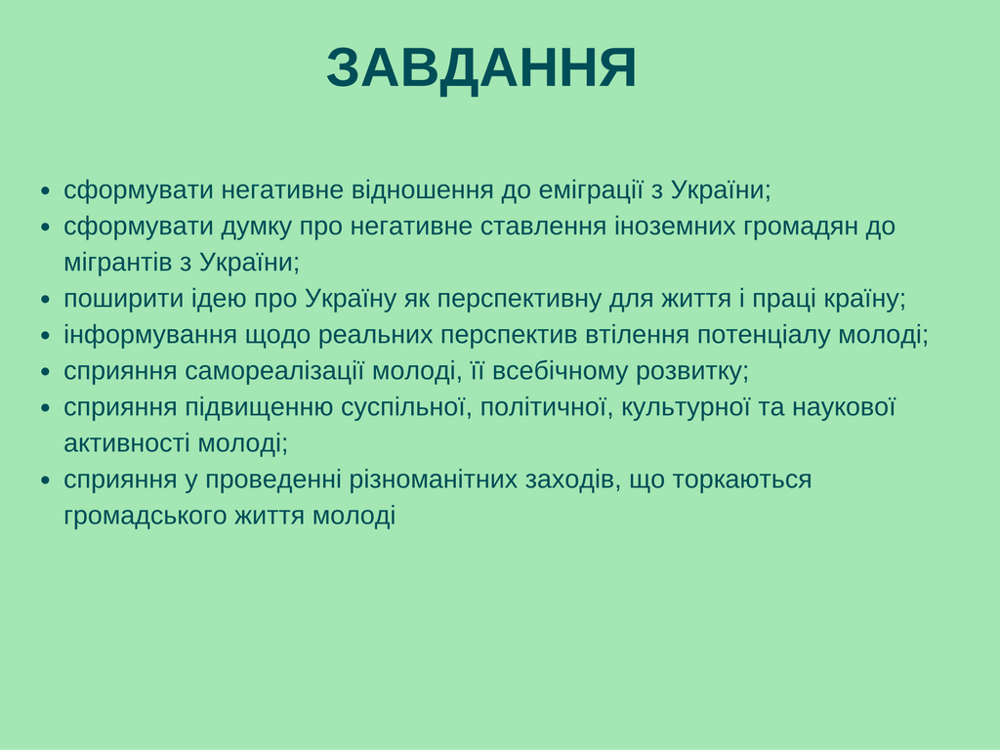 ЗАВДАННЯ
• сформувати негативне відношення до еміграції з України;
• сформувати думку про негативне ставлення іноземних громадян до
мігрантів з України;
• поширити ідею про Україну як перспективну для життя і праці країну;
• інформування щодо реальних перспектив втілення потенціалу молоді;
• сприяння самореалізації молоді, її всебічному розвитку;
• сприяння підвищенню суспільної, політичної, культурної та наукової
активності молоді;
• сприяння у проведенні різноманітних заходів, що торкаються
громадського життя молоді